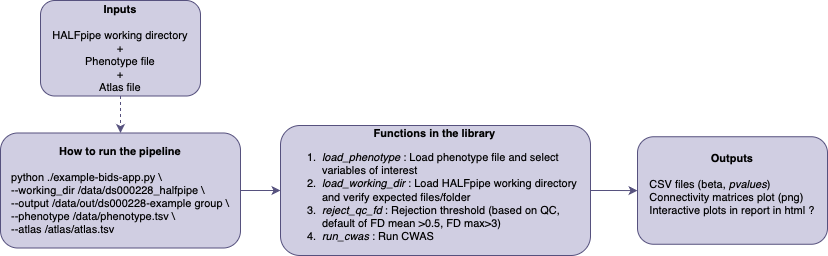 Inputs
HALFpipe working directory
+
Phenotype file
+
Atlas file
How to run the pipeline
python ./example-bids-app.py \
--working_dir /data/ds000228_halfpipe \
--output /data/out/ds000228-example group \
--phenotype /data/phenotype.tsv \
--atlas /atlas/atlas.tsv
Functions in the library
1. load_phenotype : Load phenotype file and select
variables of interest
2. load_working_dir : Load HALFpipe working directory
and verify expected files/folder
3. reject_qc_fd : Rejection threshold (based on QC,
default of FD mean >0.5, FD max>3)
4. run_cwas : Run CWAS
Outputs
CSV files (beta, pvalues)
Connectivity matrices plot (png)
Interactive plots in report in html ?